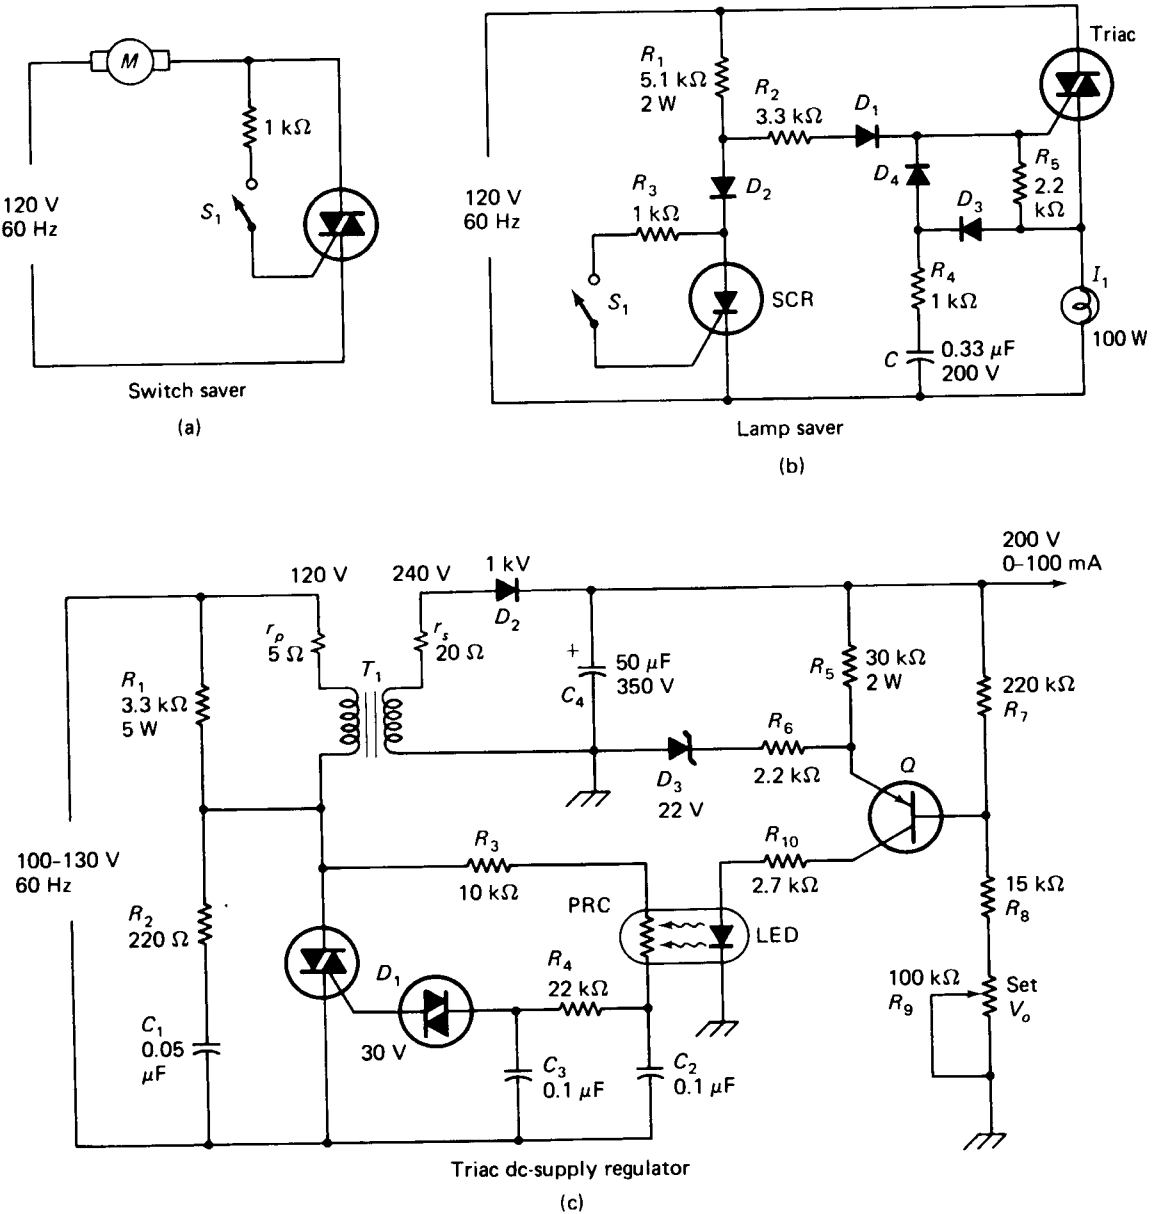 M
1 kΩ
S1
120 V
60 Hz
Switch saver
(a)
Triac
R1
5.1 kΩ
2 W
R2
3.3 kΩ
D1
D4
R5
2.2
kΩ
D2
D3
R3
1 kΩ
120 V
60 Hz
S1
SCR
R4
1 kΩ
I1
100 W
C
0.33 μF
200 V
Lamp saver
(b)
200 V
0–100 mA
120 V
240 V
1 kV
D2
rp
5 Ω
rs
20 Ω
T1
R1
3.3 kΩ
5 W
+
50 μF
350 V
C4
R5
30 kΩ
2 W
220 kΩ
R7
R6
2.2 kΩ
D3
22 V
Q
100–130 V
60 Hz
R3
10 kΩ
R10
2.7 kΩ
PRC
LED
15 kΩ
R8
R2
220 Ω
D1
30 V
R4
22 kΩ
100 kΩ
R9
Set
Vo
C1
0.05
μF
C3
0.1 μF
C2
0.1 μF
Triac dc-supply regulator
(c)